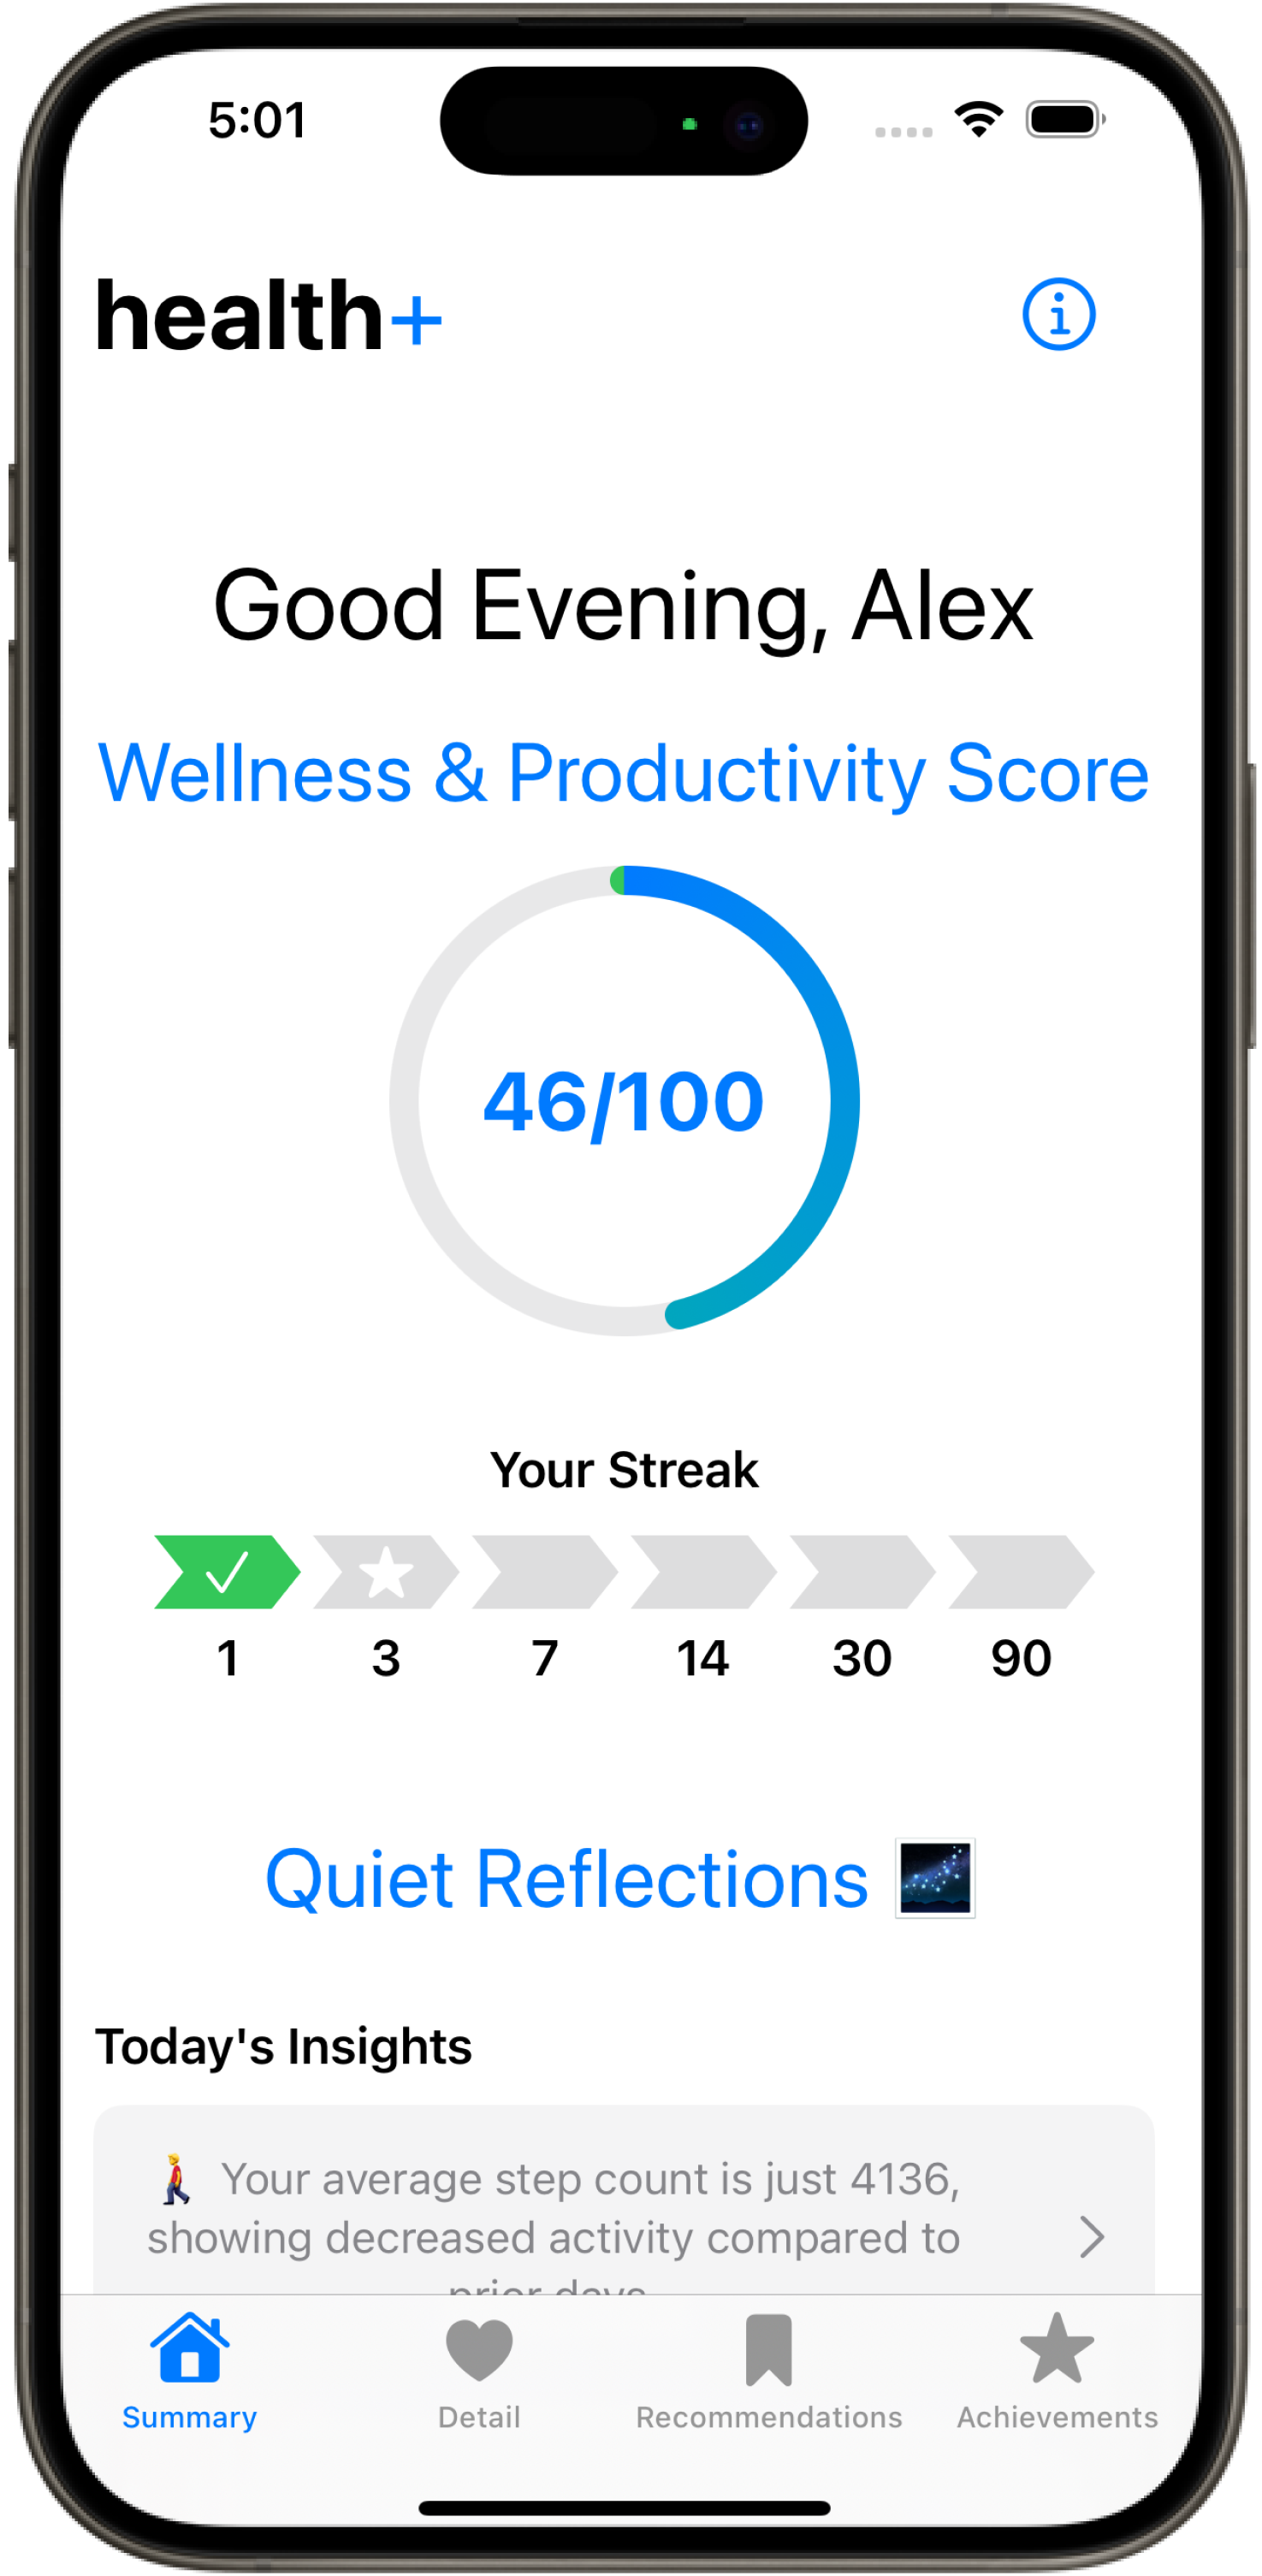 5:01
health+
Good Evening, Alex
Wellness & Productivity Score
46/100
Your Streak
1 3 7 14 30 90
Quiet Reflections
Today's Insights
Your average step count is just 4136,
showing decreased activity compared to
prior days
Summary Detail Recommendations Achievements